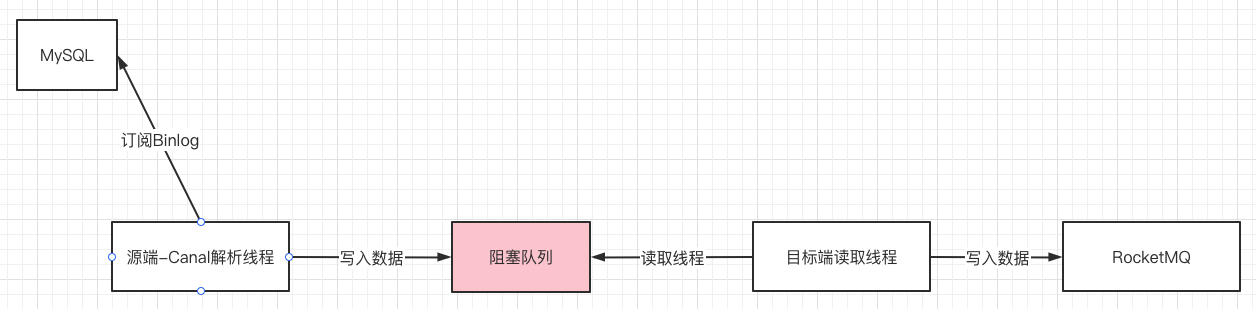 MySQL
订阅Binlog
源端-Canal解析线程
写入数据
阻塞队列
读取线程
目标端读取线程
写入数据
RocketMQ